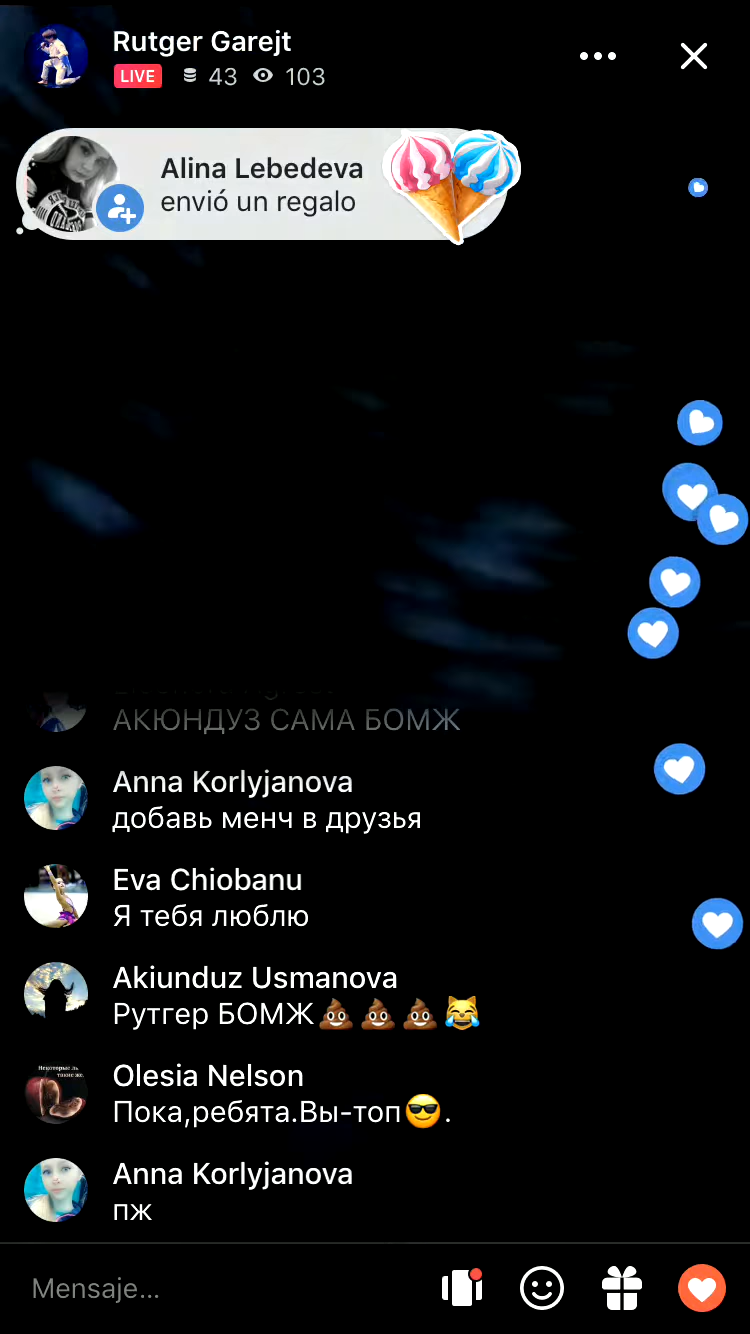 Rutger Garejt
LIVE 43 103
Alina Lebedeva
envió un regalo
АКЮНДУЗ САМА БОМЖ
Anna Korlyjanova
добавь менч в друзья
Eva Chiobanu
Я тебя люблю
Akiunduz Usmanova
Рутгер БОМЖ💩💩💩😹
Olesia Nelson
Пока,ребята.Вы-топ😎.
Anna Korlyjanova
пж
Mensaje...